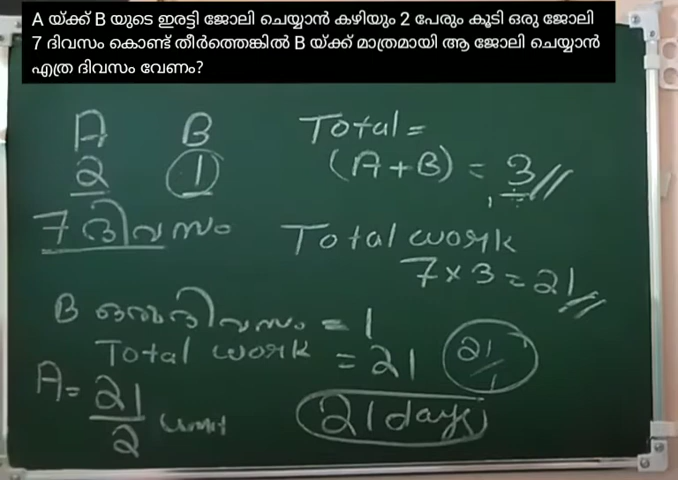 A യ്ക്ക് B യുടെ ഇരട്ടി ജോലി ചെയ്യാൻ കഴിയും 2 പേരും കൂടി ഒരു ജോലി
7 ദിവസം കൊണ്ട് തീർത്തെങ്കിൽ B യ്ക്ക് മാത്രമായി ആ ജോലി ചെയ്യാൻ
എത്ര ദിവസം വേണം?
A B
2 1
Total =
(A+B) = 3
7 ദിവസം
Total work
7 x 3 = 21
B ഒരു ദിവസം = 1
Total work = 21
21/1
A = 21/2
21 days